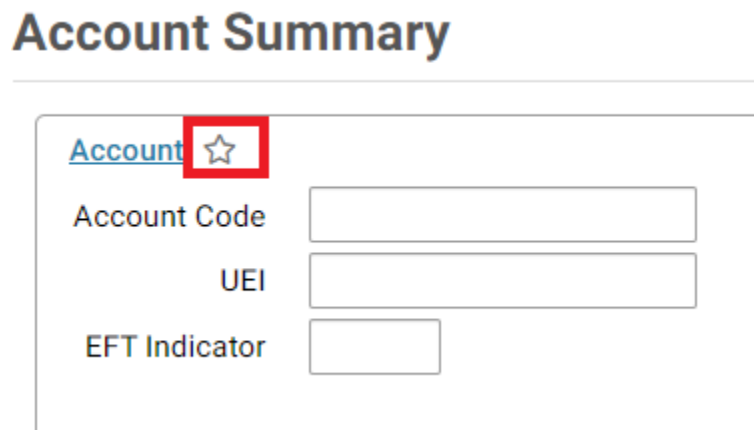 Account Summary
Account
Account Code
UEI
EFT Indicator